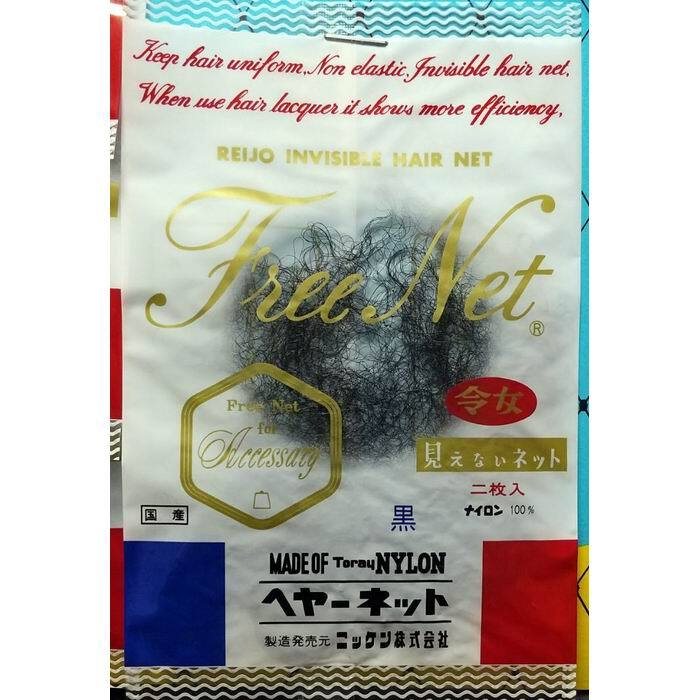 Keep hair uniform, Non elastic, Invisible hair net,
When use hair lacquer it shows more efficiency,
REIJO INVISIBLE HAIR NET
Free Net®
令女
Free Net
for
Accessary
見えないネット
二枚入
国産
黒
ナイロン 100%
MADE OF Toray NYLON
ヘヤーネット
製造発売元 ニッケン株式会社